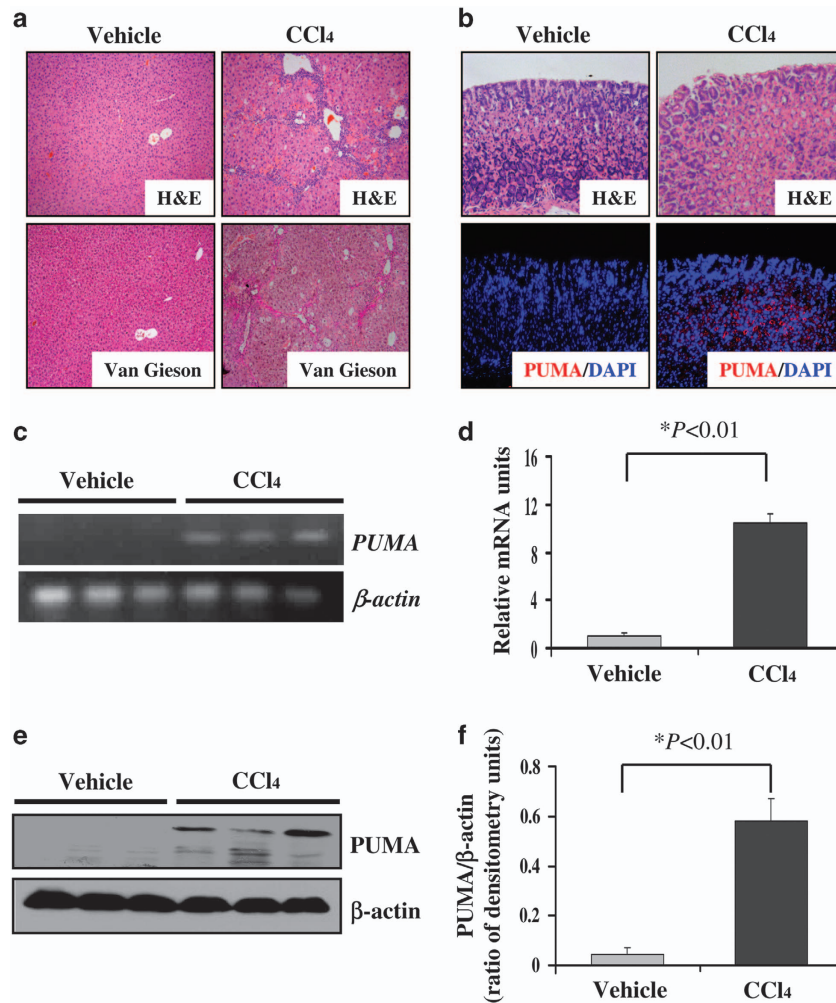 a
Vehicle
CCl4
H&E
H&E
Van Gieson
Van Gieson
b
Vehicle
CCl4
H&E
H&E
PUMA/DAPI
PUMA/DAPI
c
Vehicle
CCl4
PUMA
β-actin
d
*P<0.01
Relative mRNA units
16
12
8
4
0
Vehicle
CCl4
e
Vehicle
CCl4
PUMA
β-actin
f
*P<0.01
PUMA/β-actin
(ratio of densitometry units)
0.8
0.6
0.4
0.2
0
Vehicle
CCl4